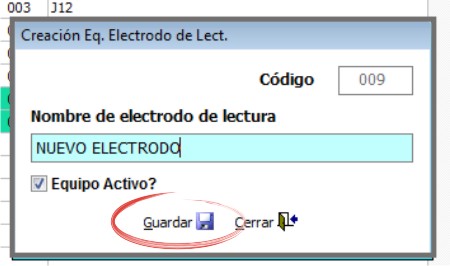 003 J12
Creación Eq. Electrodo de Lect.
Código 009
Nombre de electrodo de lectura
NUEVO ELECTRODO
Equipo Activo?
Guardar Cerrar